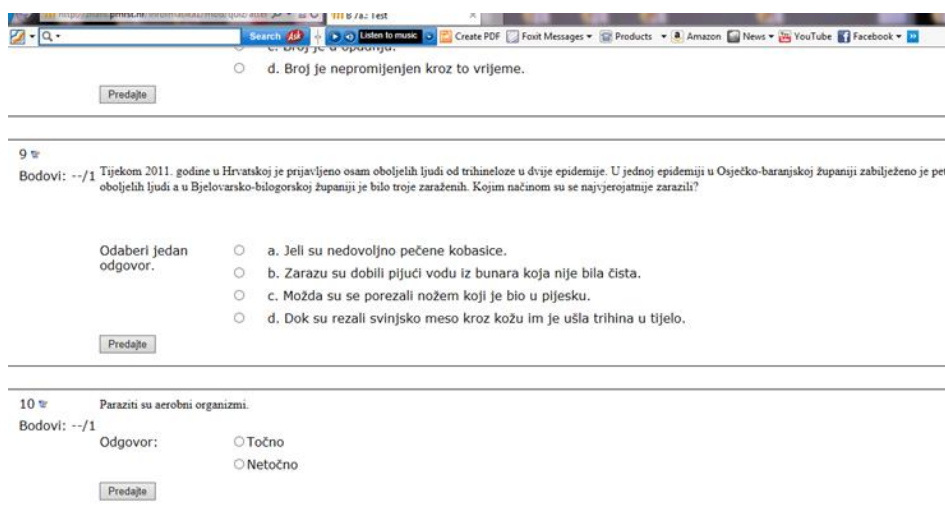 B 7a.: Test
Search Listen to music Create PDF Foxit Messages Products Amazon News YouTube Facebook
c. Broj je u opadnju.
d. Broj je nepromijenjen kroz to vrijeme.
Predajte
9
Bodovi: --/1
Tijekom 2011. godine u Hrvatskoj je prijavljeno osam oboljelih ljudi od trihineloze u dvije epidemije. U jednoj epidemiji u Osječko-baranjskoj županiji zabilježeno je pet
oboljelih ljudi a u Bjelovarsko-bilogorskoj županiji je bilo troje zaraženih. Kojim načinom su se najvjerojatnije zarazili?
Odaberi jedan
odgovor.
a. Jeli su nedovoljno pečene kobasice.
b. Zarazu su dobili pijući vodu iz bunara koja nije bila čista.
c. Možda su se porezali nožem koji je bio u pijesku.
d. Dok su rezali svinjsko meso kroz kožu im je ušla trihina u tijelo.
Predajte
10
Paraziti su aerobni organizmi.
Bodovi: --/1
Odgovor:
Točno
Netočno
Predajte